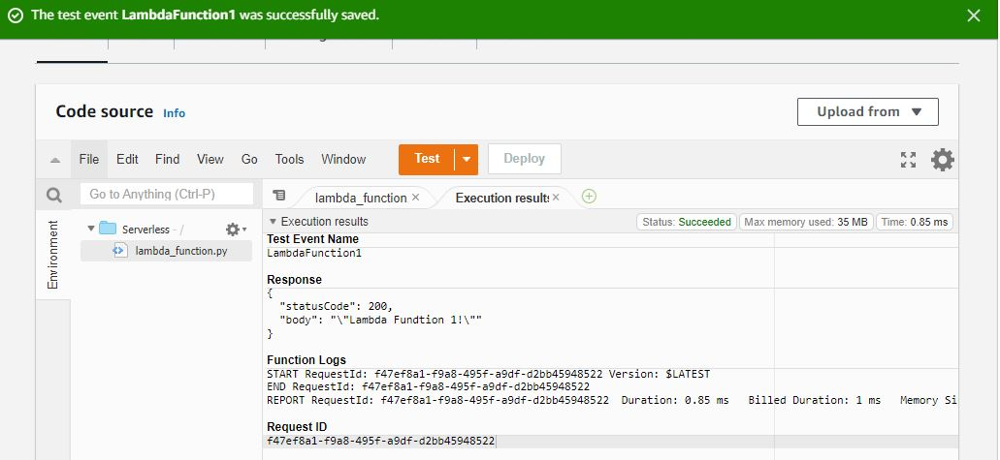 The test event LambdaFunction1 was successfully saved.
Code source Info
Upload from
File Edit Find View Go Tools Window Test Deploy
Go to Anything (Ctrl-P)
lambda_function
Execution results
Environment
Serverless - /
lambda_function.py
Execution results
Status: Succeeded
Max memory used: 35 MB
Time: 0.85 ms
Test Event Name
LambdaFunction1
Response
{
"statusCode": 200,
"body": "\"Lambda Fundtion 1!\""
}
Function Logs
START RequestId: f47ef8a1-f9a8-495f-a9df-d2bb45948522 Version: $LATEST
END RequestId: f47ef8a1-f9a8-495f-a9df-d2bb45948522
REPORT RequestId: f47ef8a1-f9a8-495f-a9df-d2bb45948522 Duration: 0.85 ms Billed Duration: 1 ms Memory Si
Request ID
f47ef8a1-f9a8-495f-a9df-d2bb45948522